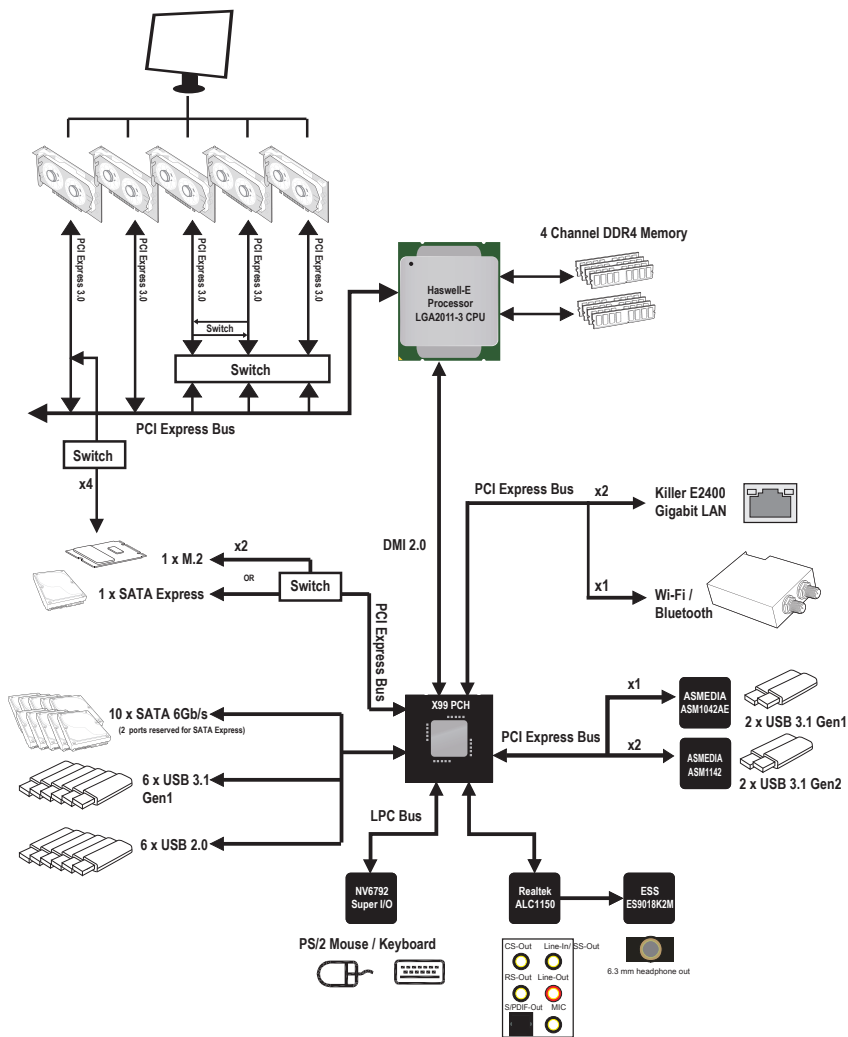 PCI Express 3.0
PCI Express 3.0
PCI Express 3.0
PCI Express 3.0
PCI Express 3.0
Switch
Switch
PCI Express Bus
Switch
x4
4 Channel DDR4 Memory
Haswell-E
Processor
LGA2011-3 CPU
DMI 2.0
PCI Express Bus
x2
Killer E2400
Gigabit LAN
x1
Wi-Fi /
Bluetooth
1 x M.2
x2
OR
1 x SATA Express
Switch
PCI Express Bus
X99 PCH
10 x SATA 6Gb/s
(2 ports reserved for SATA Express)
6 x USB 3.1
Gen1
6 x USB 2.0
PCI Express Bus
x1
ASMEDIA
ASM1042AE
2 x USB 3.1 Gen1
x2
ASMEDIA
ASM1142
2 x USB 3.1 Gen2
LPC Bus
NV6792
Super I/O
PS/2 Mouse / Keyboard
Realtek
ALC1150
ESS
ES9018K2M
CS-Out
Line-In/ SS-Out
RS-Out
Line-Out
S/PDIF-Out
MIC
6.3 mm headphone out